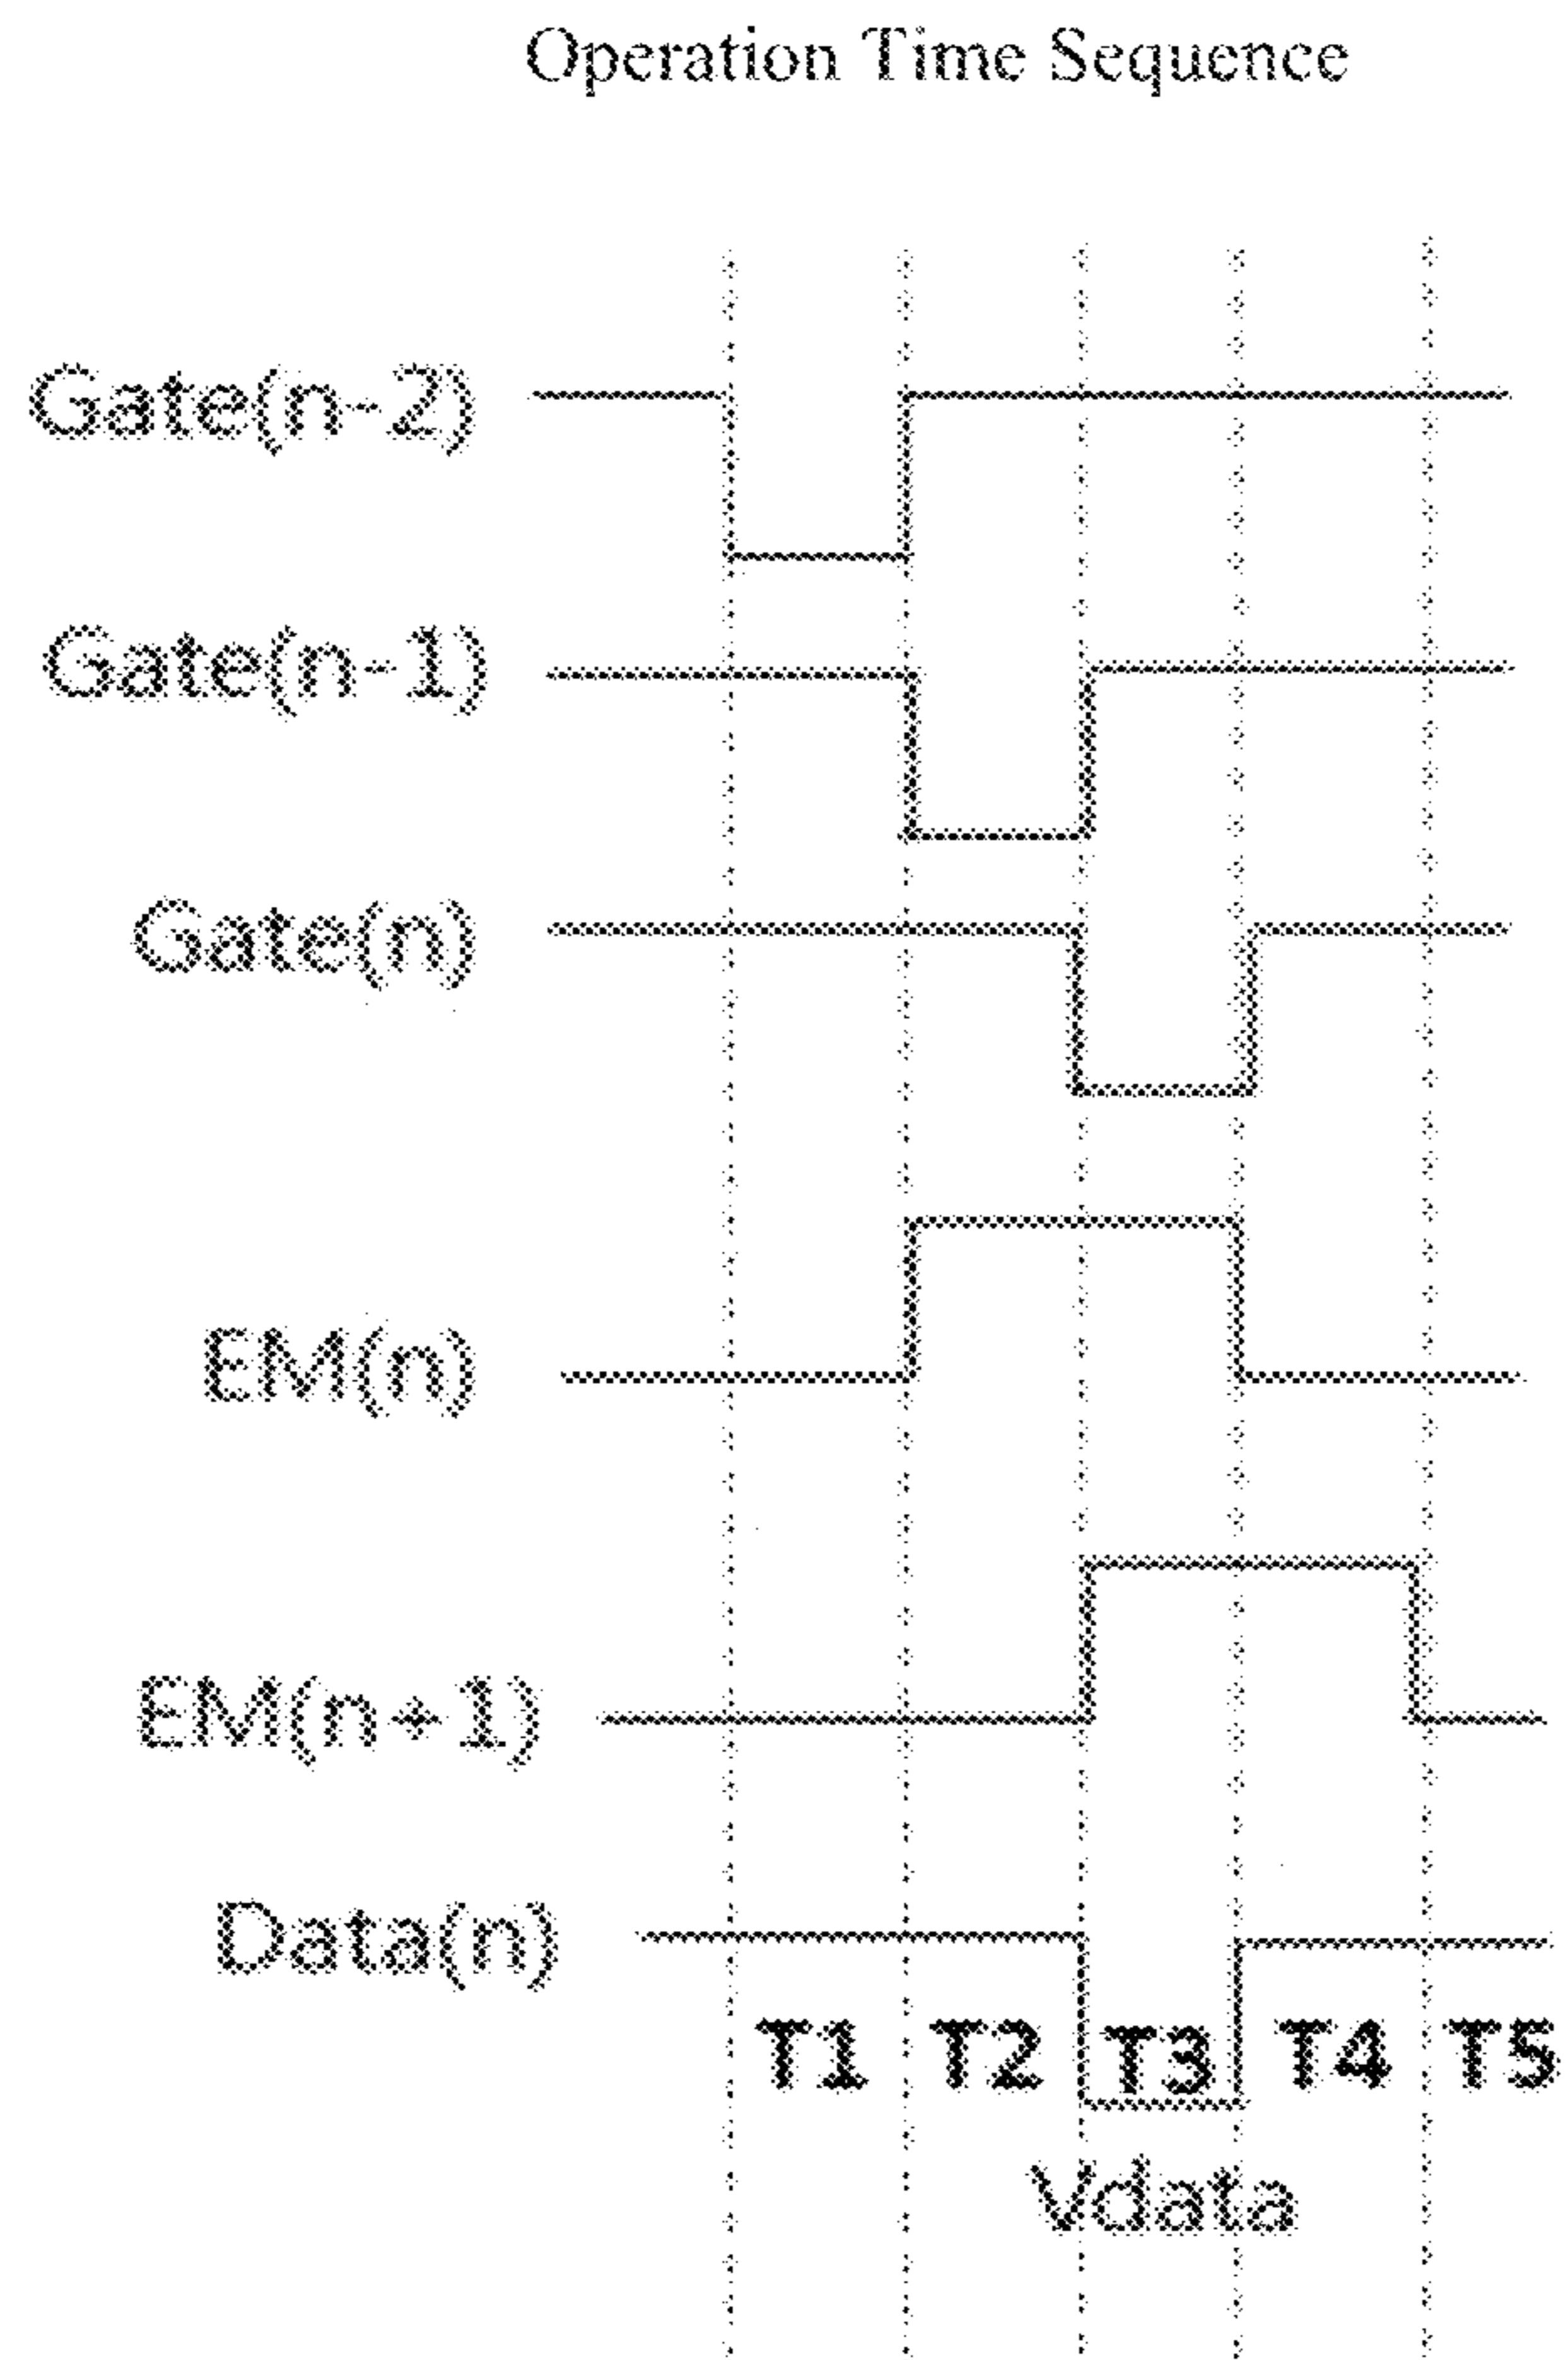 Operation Time Sequence
Gate(n-2)
Gate(n-1)
Gate(n)
EM(n)
EM(n+1)
Data(n)
T1 T2 T3 T4 T5
Vdata